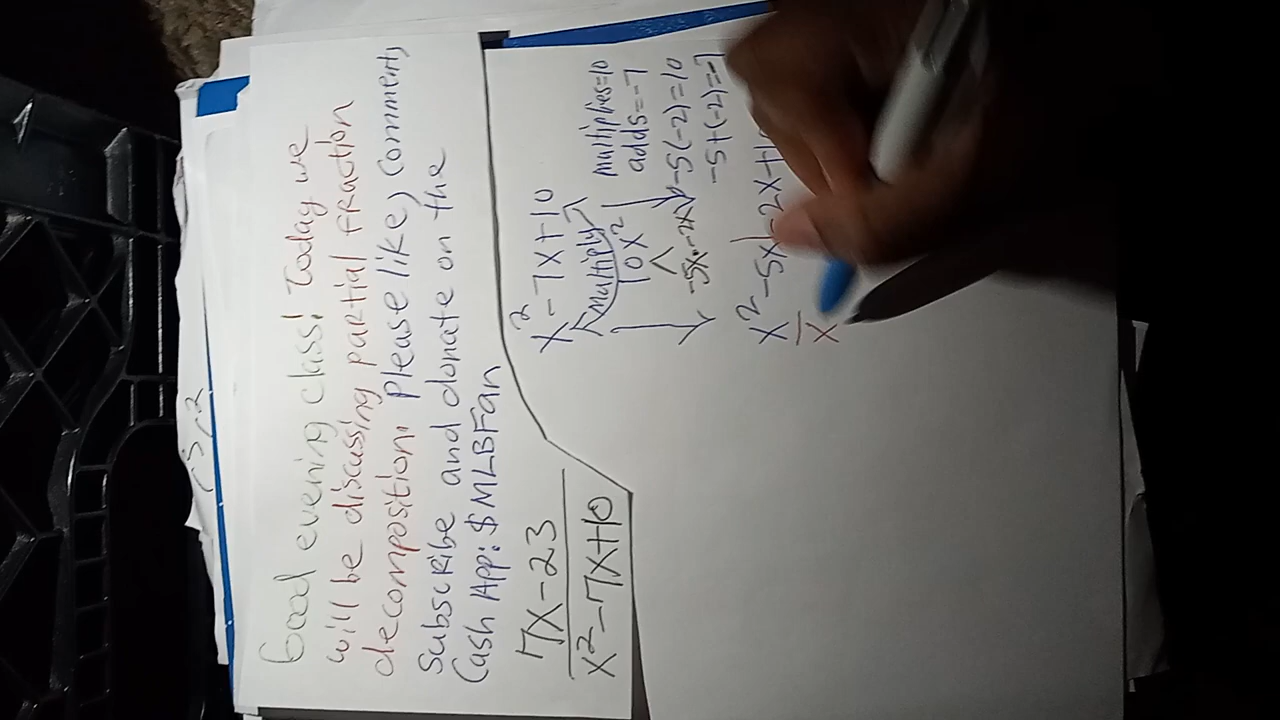 Good evening class! Today we
will be discussing partial fraction
decomposition. Please like, comment,
subscribe and donate on the
Cash App: $MLBFan
7x-23
x²-7x+10
x²-7x+10
multiply
10x²
-5x·-2x
multiplies=10
adds=-7
-5(-2)=10
-5+(-2)=-7
x²-5x|-2x+1
x